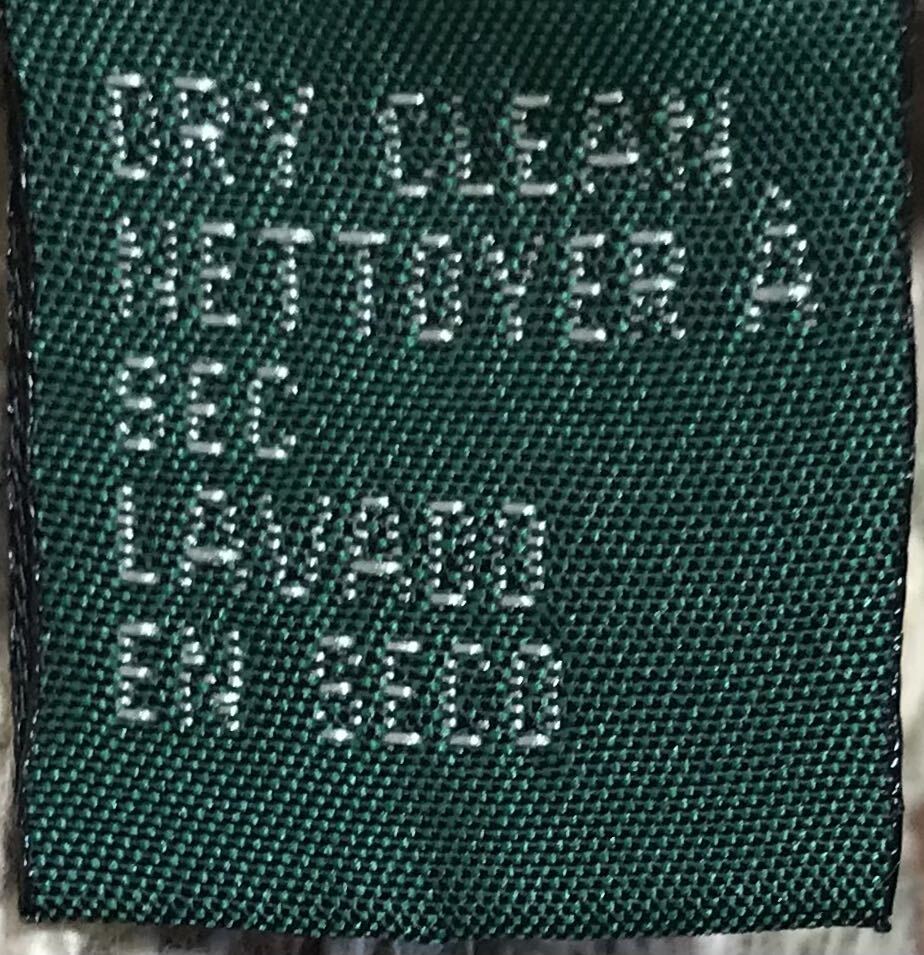 DRY CLEAN
NETTOYER À
SEC
LAVADO
EN SECO